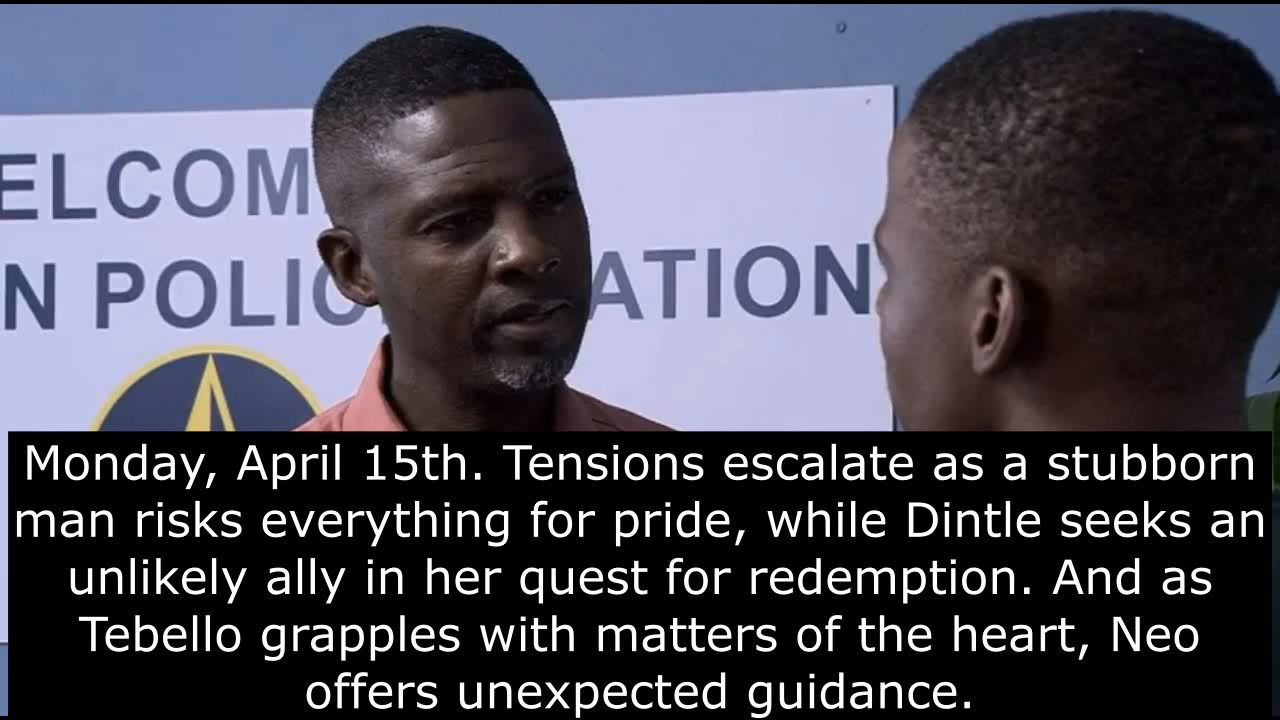 ELCOM
N POLIC ATION
Monday, April 15th. Tensions escalate as a stubborn
man risks everything for pride, while Dintle seeks an
unlikely ally in her quest for redemption. And as
Tebello grapples with matters of the heart, Neo
offers unexpected guidance.